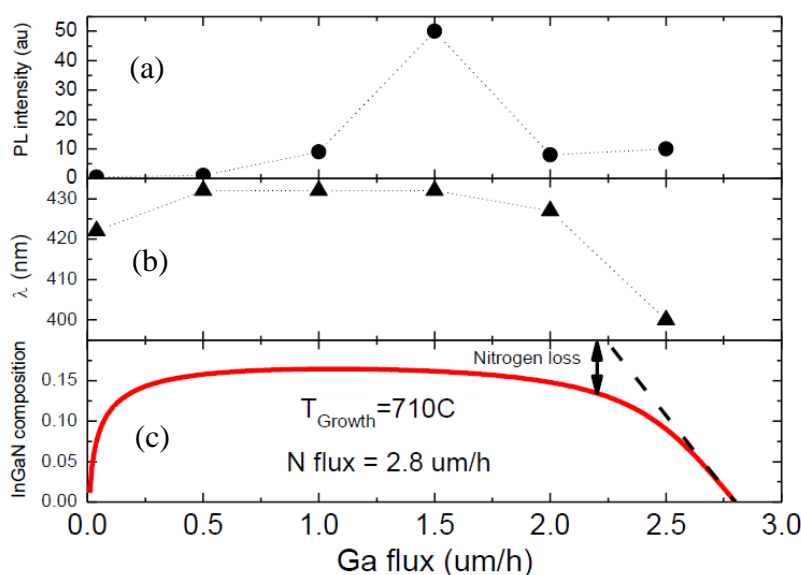 PL intensity (au)
50
40
30
20
10
0
(a)
λ (nm)
430
420
410
400
(b)
InGaN composition
0.15
0.10
0.05
0.00
Nitrogen loss
(c)
T_Growth=710C
N flux = 2.8 um/h
0.0 0.5 1.0 1.5 2.0 2.5 3.0
Ga flux (um/h)